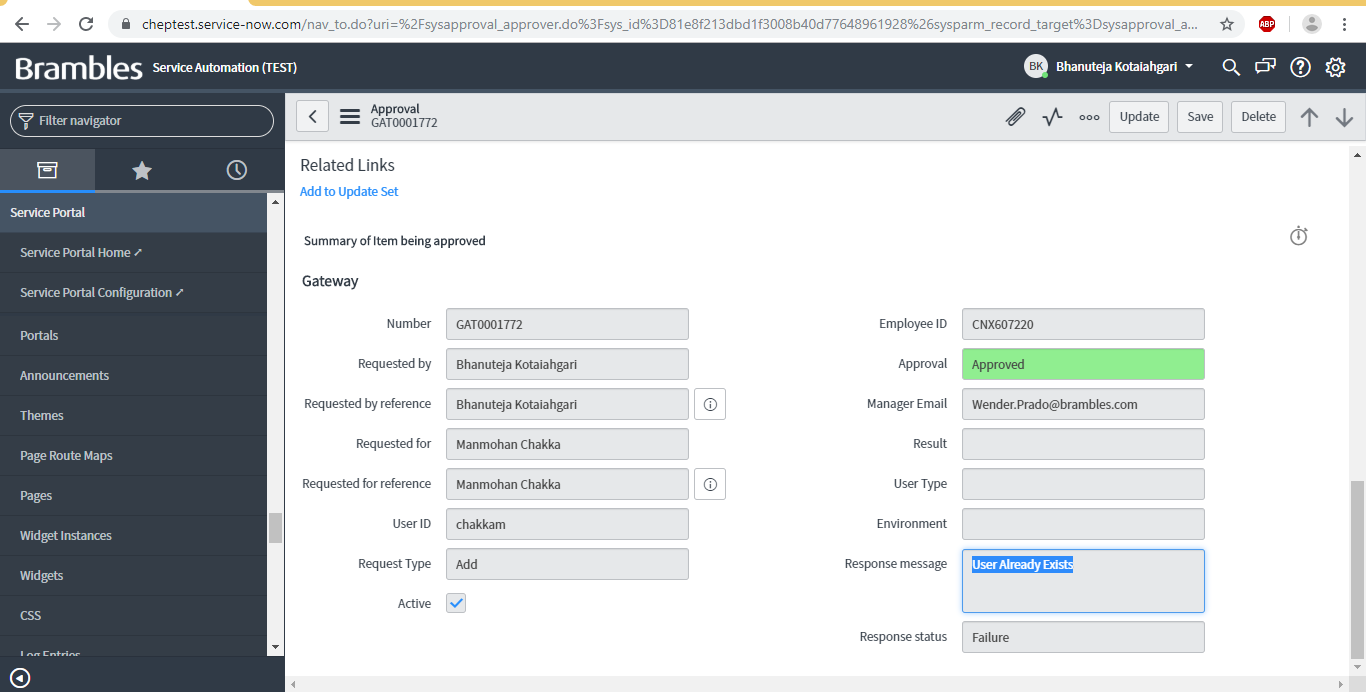 cheptest.service-now.com/nav_to.do?uri=%2Fsysapproval_approver.do%3Fsys_id%3D81e8f213dbd1f3008b40d77648961928%26sysparm_record_target%3Dsysapproval_a...
ABP
Brambles Service Automation (TEST)
BK Bhanuteja Kotaiahgari
Filter navigator
Approval
GAT0001772
Update Save Delete
Service Portal
Service Portal Home
Service Portal Configuration
Portals
Announcements
Themes
Page Route Maps
Pages
Widget Instances
Widgets
CSS
Log Entries
Related Links
Add to Update Set
Summary of Item being approved
Gateway
Number GAT0001772
Requested by Bhanuteja Kotaiahgari
Requested by reference Bhanuteja Kotaiahgari
Requested for Manmohan Chakka
Requested for reference Manmohan Chakka
User ID chakkam
Request Type Add
Active
Employee ID CNX607220
Approval Approved
Manager Email Wender.Prado@brambles.com
Result
User Type
Environment
Response message User Already Exists
Response status Failure